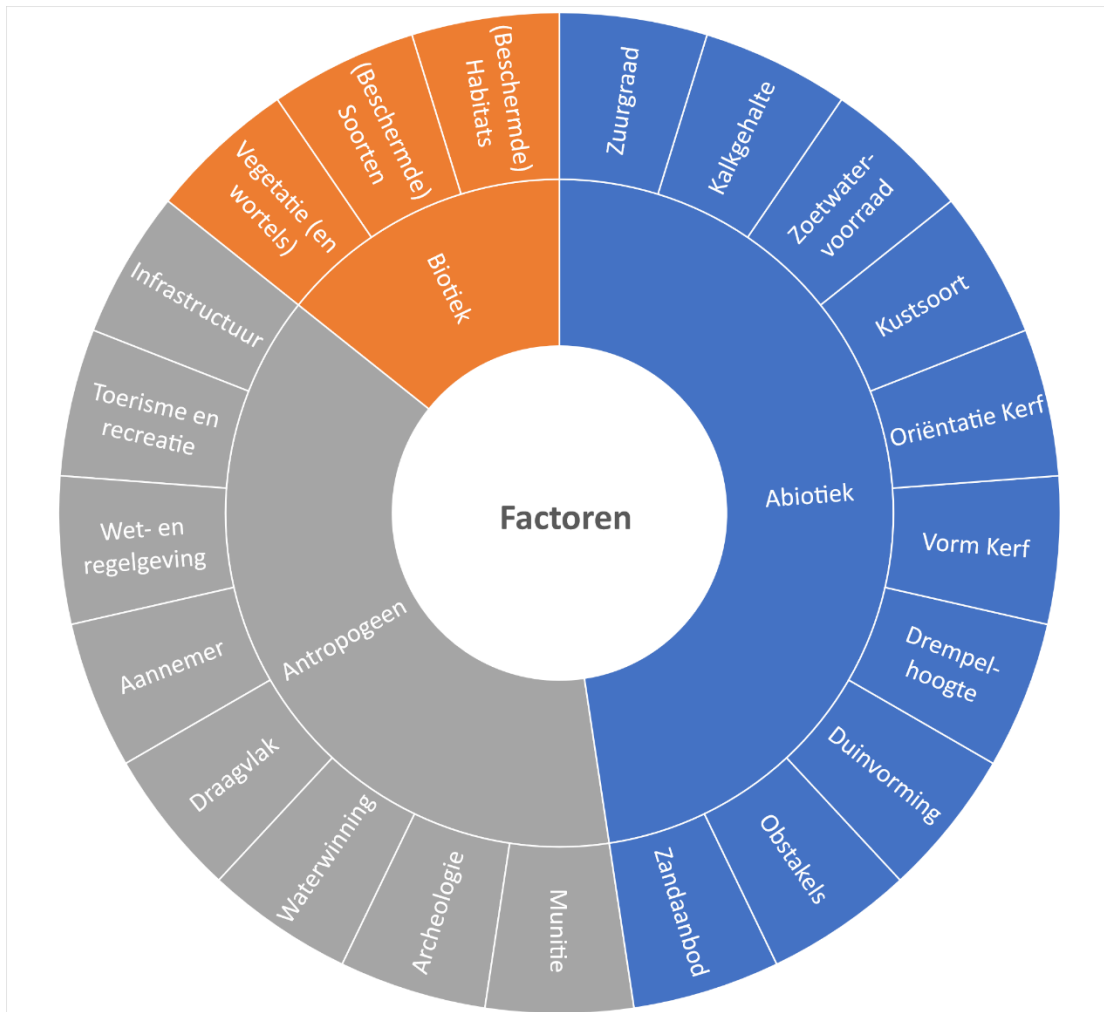 Factoren
Abiotiek
Zuurgraad
Kalkgehalte
Zoetwater-
voorraad
Kustsoort
Oriëntatie Kerf
Vorm Kerf
Drempel-
hoogte
Duinvorming
Obstakels
Zandaanbod
Antropogeen
Munitie
Archeologie
Waterwinning
Draagvlak
Aannemer
Wet- en
regelgeving
Toerisme en
recreatie
Infrastructuur
Biotiek
Vegetatie (en
wortels)
(Beschermde)
Soorten
(Beschermde)
Habitats